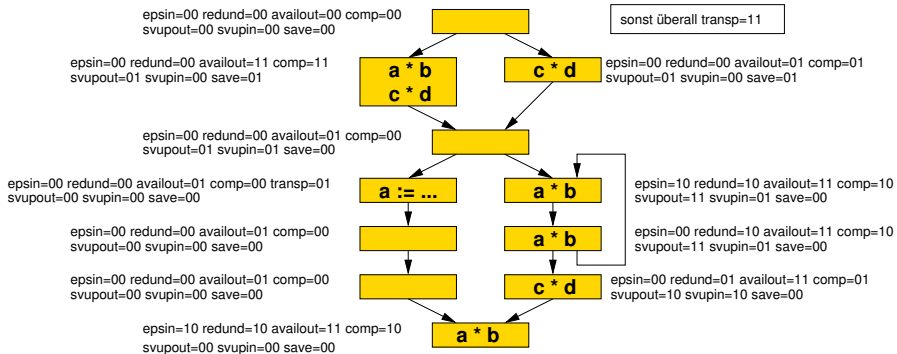 epsin=00 redund=00 availout=00 comp=00
svupout=00 svupin=00 save=00
sonst überall transp=11
epsin=00 redund=00 availout=11 comp=11
svupout=01 svupin=00 save=01
a * b
c * d
c * d
epsin=00 redund=00 availout=01 comp=01
svupout=01 svupin=00 save=01
epsin=00 redund=00 availout=01 comp=00
svupout=01 svupin=01 save=00
epsin=00 redund=00 availout=01 comp=00 transp=01
svupout=00 svupin=00 save=00
a := ...
a * b
epsin=10 redund=10 availout=11 comp=10
svupout=11 svupin=01 save=00
epsin=00 redund=00 availout=01 comp=00
svupout=00 svupin=00 save=00
a * b
epsin=00 redund=10 availout=11 comp=10
svupout=11 svupin=01 save=00
epsin=00 redund=00 availout=01 comp=00
svupout=00 svupin=00 save=00
c * d
epsin=00 redund=01 availout=11 comp=01
svupout=10 svupin=10 save=00
epsin=10 redund=10 availout=11 comp=10
svupout=00 svupin=00 save=00
a * b